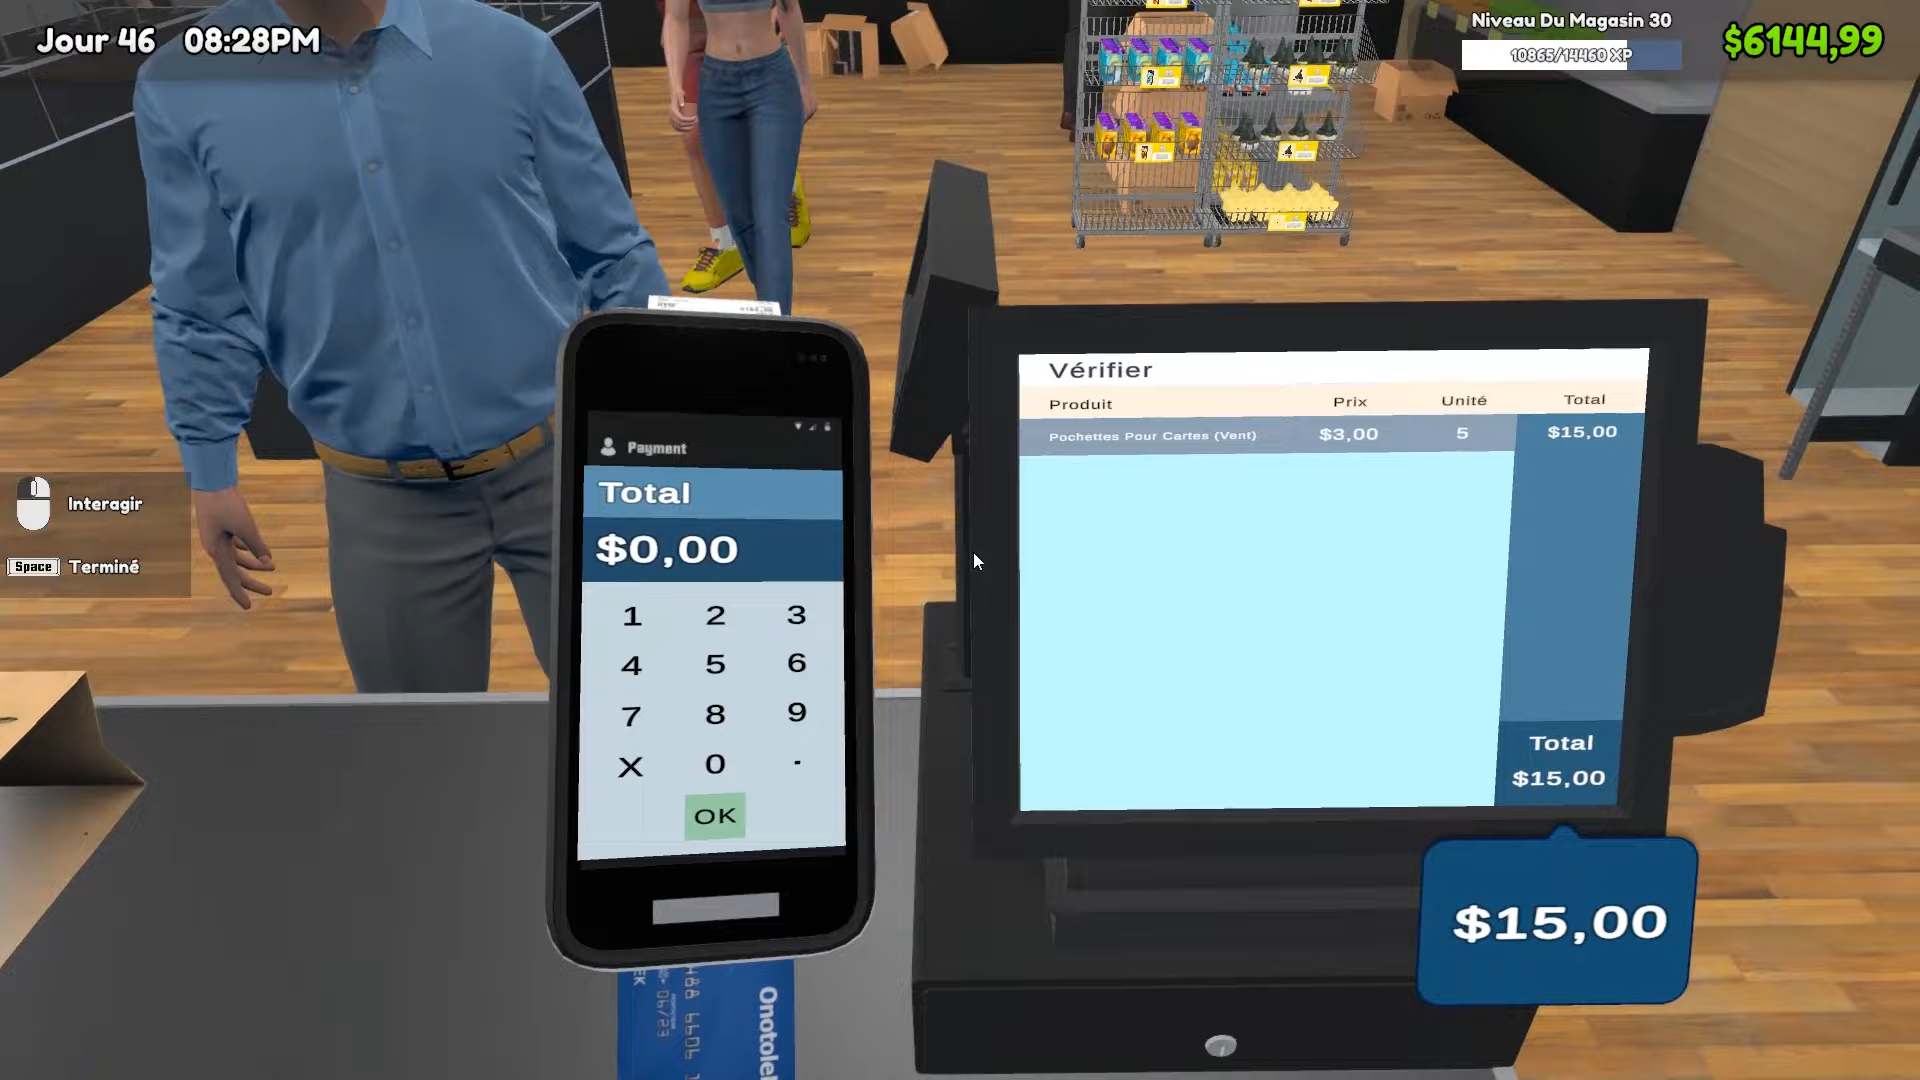 Jour 46 08:28PM
Niveau Du Magasin 30
10865/14460 XP
$6144,99
Interagir
Space Terminé
Payment
Total
$0,00
1 2 3
4 5 6
7 8 9
X 0 .
OK
Vérifier
Produit Prix Unité Total
Pochettes Pour Cartes (Vent) $3,00 5 $15,00
Total
$15,00
$15,00